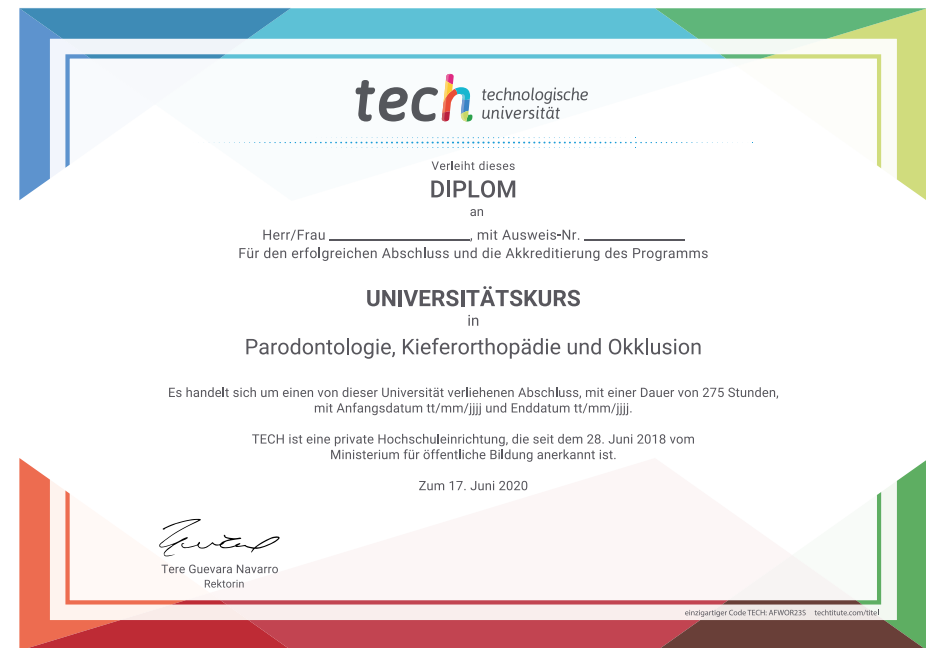 tech technologische
universität
Verleiht dieses
DIPLOM
an
Herr/Frau ____________________, mit Ausweis-Nr. ______________
Für den erfolgreichen Abschluss und die Akkreditierung des Programms
UNIVERSITÄTSKURS
in
Parodontologie, Kieferorthopädie und Okklusion
Es handelt sich um einen von dieser Universität verliehenen Abschluss, mit einer Dauer von 275 Stunden,
mit Anfangsdatum tt/mm/jjjj und Enddatum tt/mm/jjjj.
TECH ist eine private Hochschuleinrichtung, die seit dem 28. Juni 2018 vom
Ministerium für öffentliche Bildung anerkannt ist.
Zum 17. Juni 2020
Tere Guevara Navarro
Rektorin
einzigartiger Code TECH: AFWOR23S techtitute.com/titel